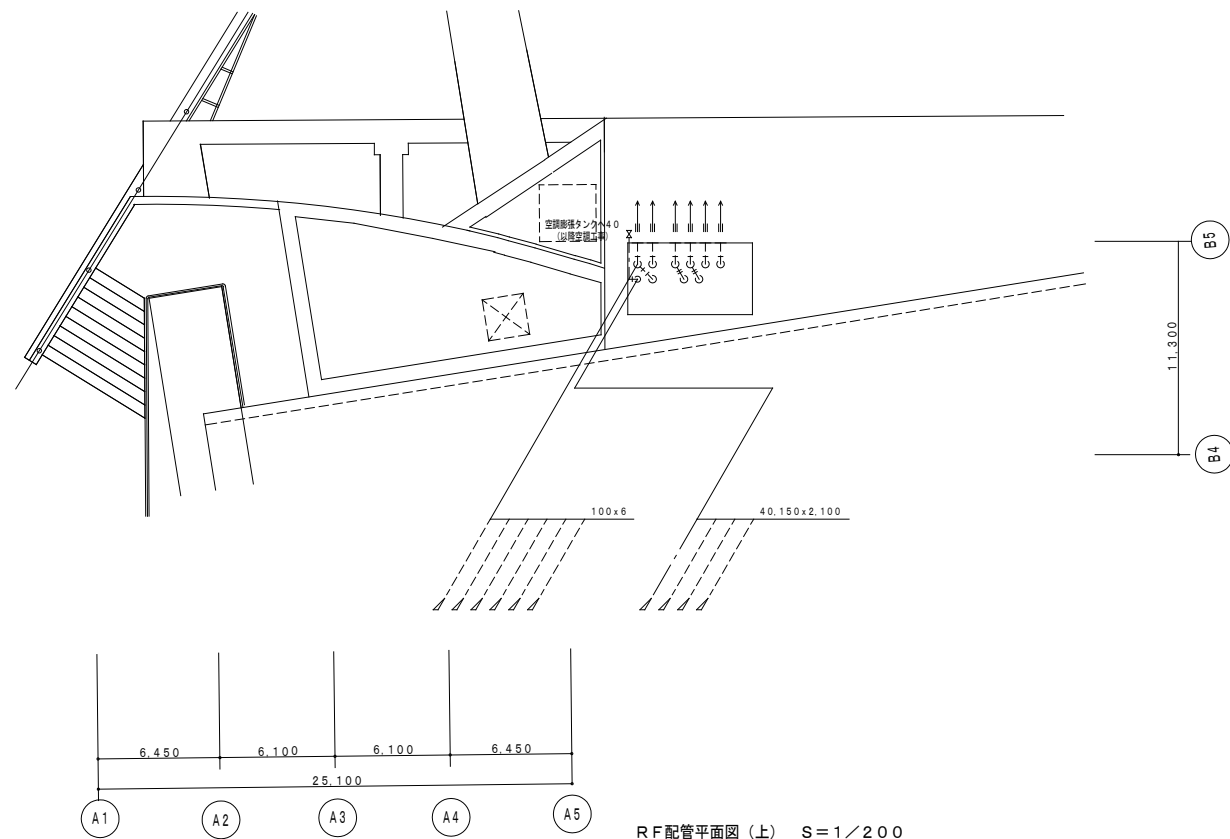 空調膨張タンクへ40
(以降空調工事)
B5
11,300
B4
100x6
40,150x2,100
6,450
6,100
6,100
6,450
25,100
A1
A2
A3
A4
A5
RF配管平面図(上) S=1/200